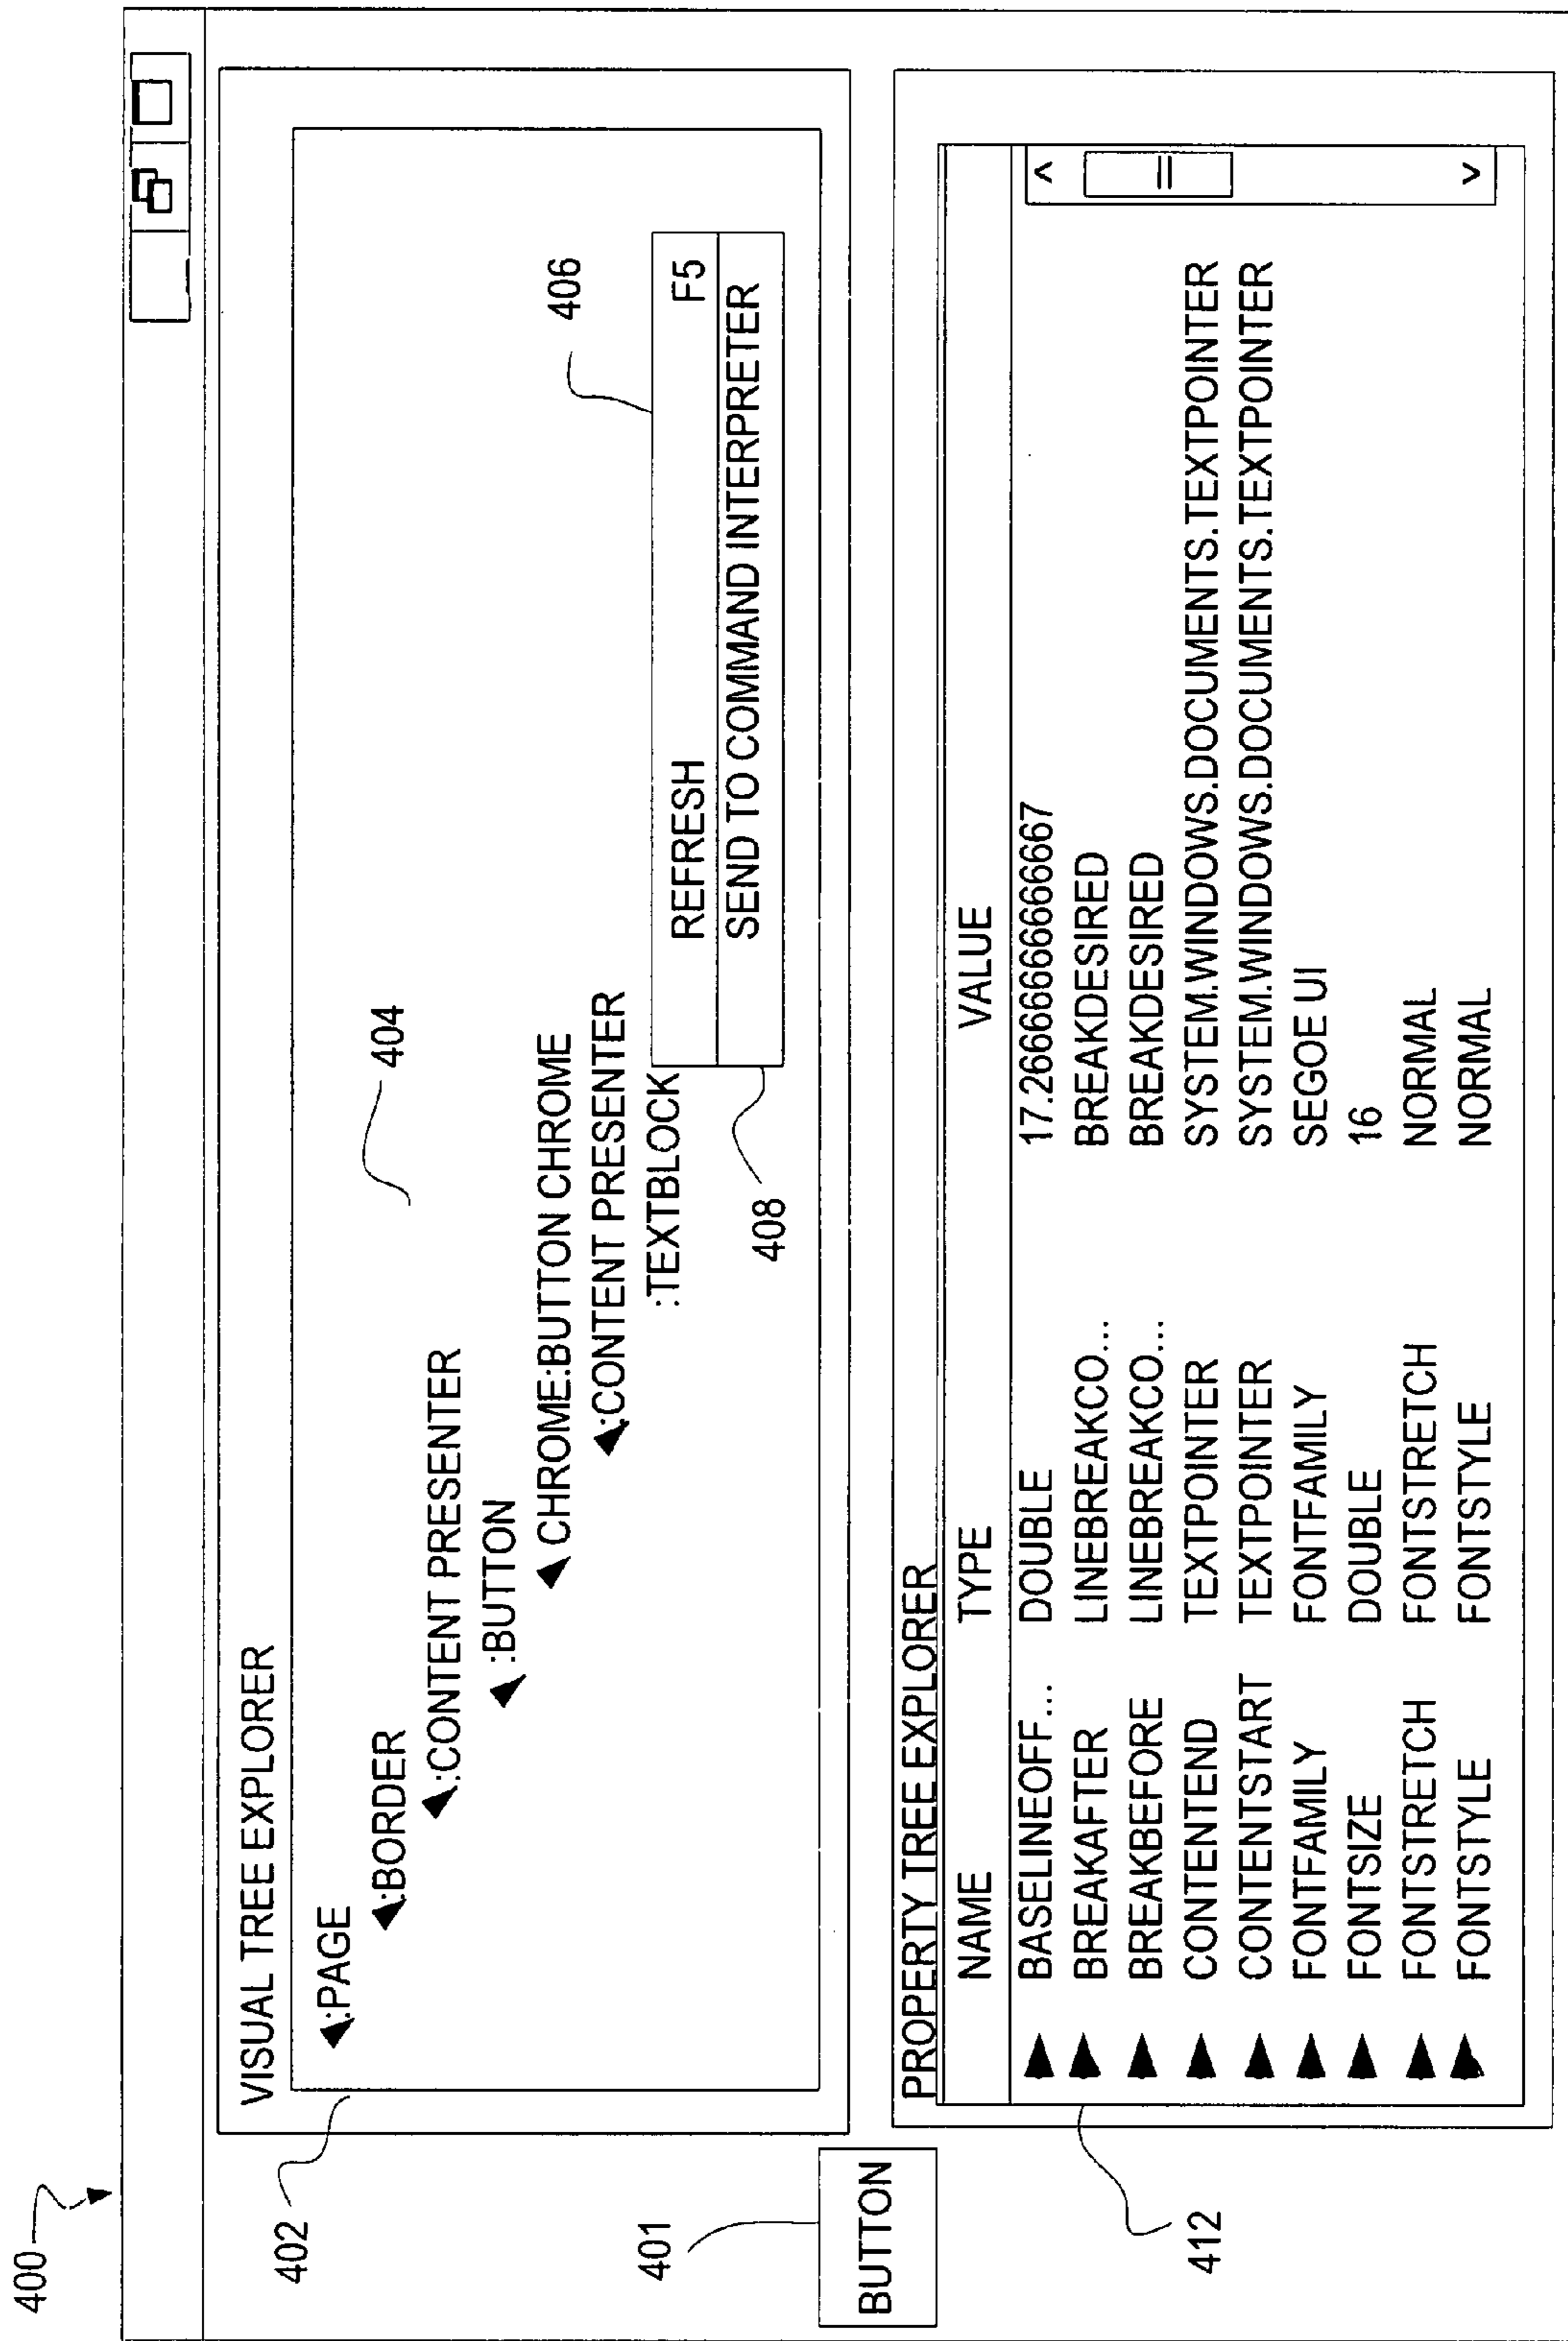 400
VISUAL TREE EXPLORER
402
:PAGE
:BORDER
404
:CONTENT PRESENTER
:BUTTON
CHROME:BUTTON CHROME
:CONTENT PRESENTER
406
:TEXTBLOCK
REFRESH F5
SEND TO COMMAND INTERPRETER
408
401
BUTTON
PROPERTY TREE EXPLORER
NAME TYPE VALUE
BASELINEOFF... DOUBLE 17.266666666666667
BREAKAFTER LINEBREAKCO... BREAKDESIRED
BREAKBEFORE LINEBREAKCO... BREAKDESIRED
CONTENTEND TEXTPOINTER SYSTEM.WINDOWS.DOCUMENTS.TEXTPOINTER
CONTENTSTART TEXTPOINTER SYSTEM.WINDOWS.DOCUMENTS.TEXTPOINTER
FONTFAMILY FONTFAMILY SEGOE UI
FONTSIZE DOUBLE 16
FONTSTRETCH FONTSTRETCH NORMAL
FONTSTYLE FONTSTYLE NORMAL
412